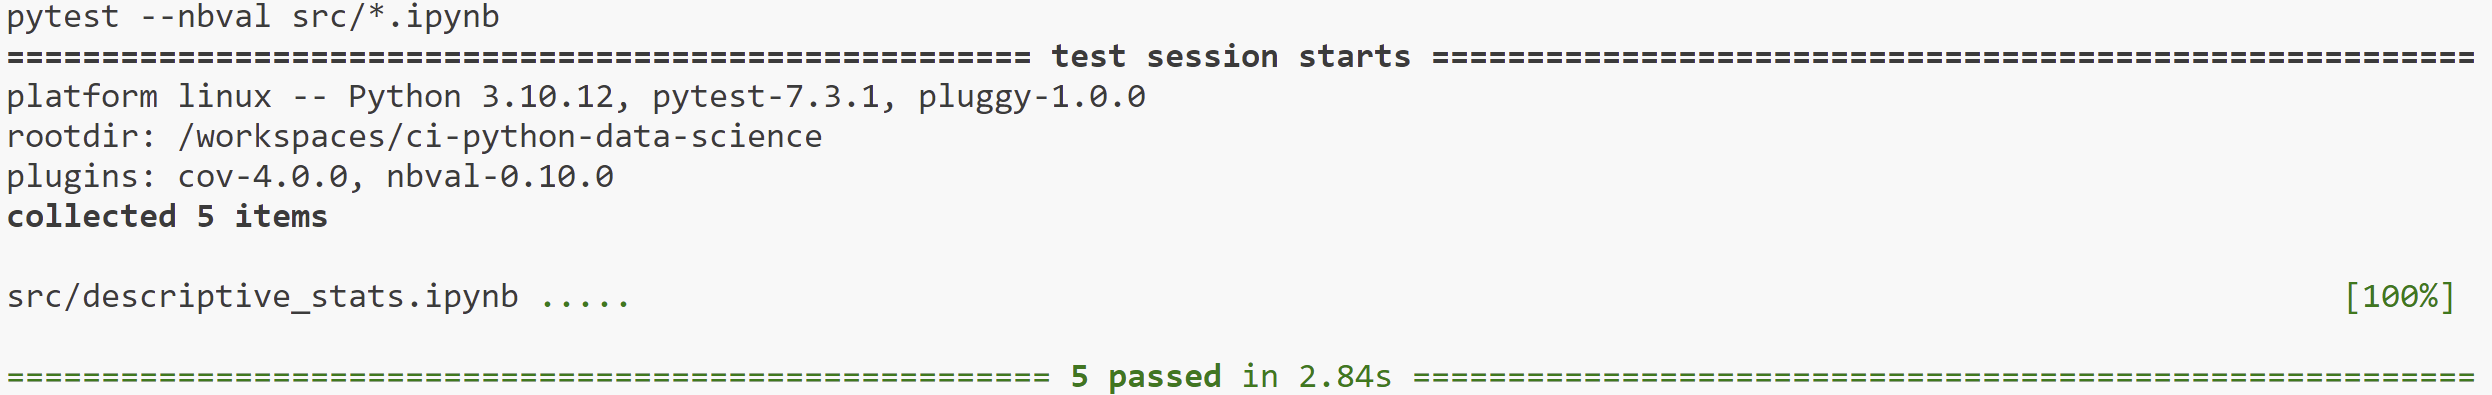 pytest --nbval src/*.ipynb
====================================================== test session starts =======================================================
platform linux -- Python 3.10.12, pytest-7.3.1, pluggy-1.0.0
rootdir: /workspaces/ci-python-data-science
plugins: cov-4.0.0, nbval-0.10.0
collected 5 items
src/descriptive_stats.ipynb ..... [100%]
======================================================= 5 passed in 2.84s ========================================================